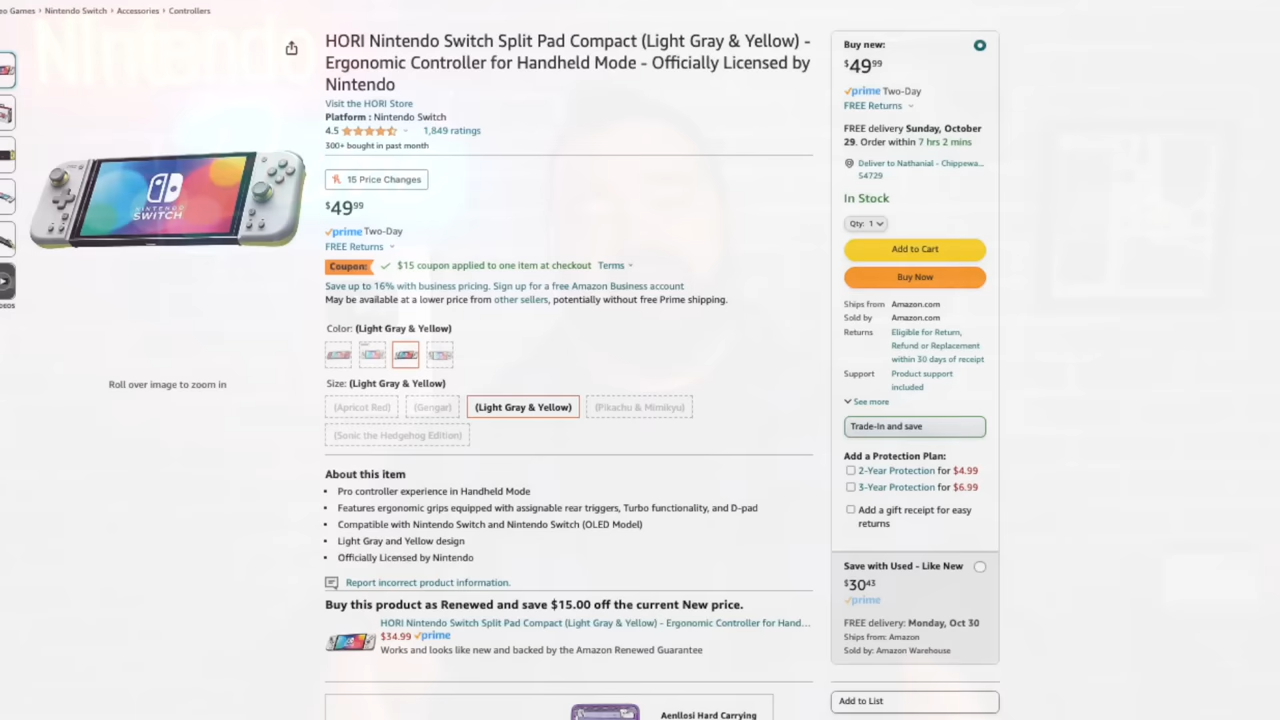 eo Games › Nintendo Switch › Accessories › Controllers
Nintendo
HORI Nintendo Switch Split Pad Compact (Light Gray & Yellow) -
Ergonomic Controller for Handheld Mode - Officially Licensed by
Nintendo
Visit the HORI Store
Platform : Nintendo Switch
4.5 1,849 ratings
300+ bought in past month
15 Price Changes
$49.99
prime Two-Day
FREE Returns
Coupon: $15 coupon applied to one item at checkout Terms
Save up to 16% with business pricing. Sign up for a free Amazon Business account
May be available at a lower price from other sellers, potentially without free Prime shipping.
Color: (Light Gray & Yellow)
Size: (Light Gray & Yellow)
(Apricut Red) (Gengar) (Light Gray & Yellow) (Pikachu & Mimikyu)
(Sonic the Hedgehog Edition)
About this item
Pro controller experience in Handheld Mode
Features ergonomic grips equipped with assignable rear triggers, Turbo functionality, and D-pad
Compatible with Nintendo Switch and Nintendo Switch (OLED Model)
Light Gray and Yellow design
Officially Licensed by Nintendo
Report incorrect product information.
Buy this product as Renewed and save $15.00 off the current New price.
HORI Nintendo Switch Split Pad Compact (Light Gray & Yellow) - Ergonomic Controller for Hand...
$34.99 prime
Works and looks like new and backed by the Amazon Renewed Guarantee
Aenllosi Hard Carrying
NINTENDO
SWITCH
Roll over image to zoom in
Buy new:
$49.99
prime Two-Day
FREE Returns
FREE delivery Sunday, October
29. Order within 7 hrs 2 mins
Deliver to Nathanial - Chippewa...
54729
In Stock
Qty: 1
Add to Cart
Buy Now
Ships from Amazon.com
Sold by Amazon.com
Returns Eligible for Return,
Refund or Replacement
within 30 days of receipt
Support Product support
included
See more
Trade-In and save
Add a Protection Plan:
2-Year Protection for $4.99
3-Year Protection for $6.99
Add a gift receipt for easy
returns
Save with Used - Like New
$30.43
prime
FREE delivery: Monday, Oct 30
Ships from: Amazon
Sold by: Amazon Warehouse
Add to List